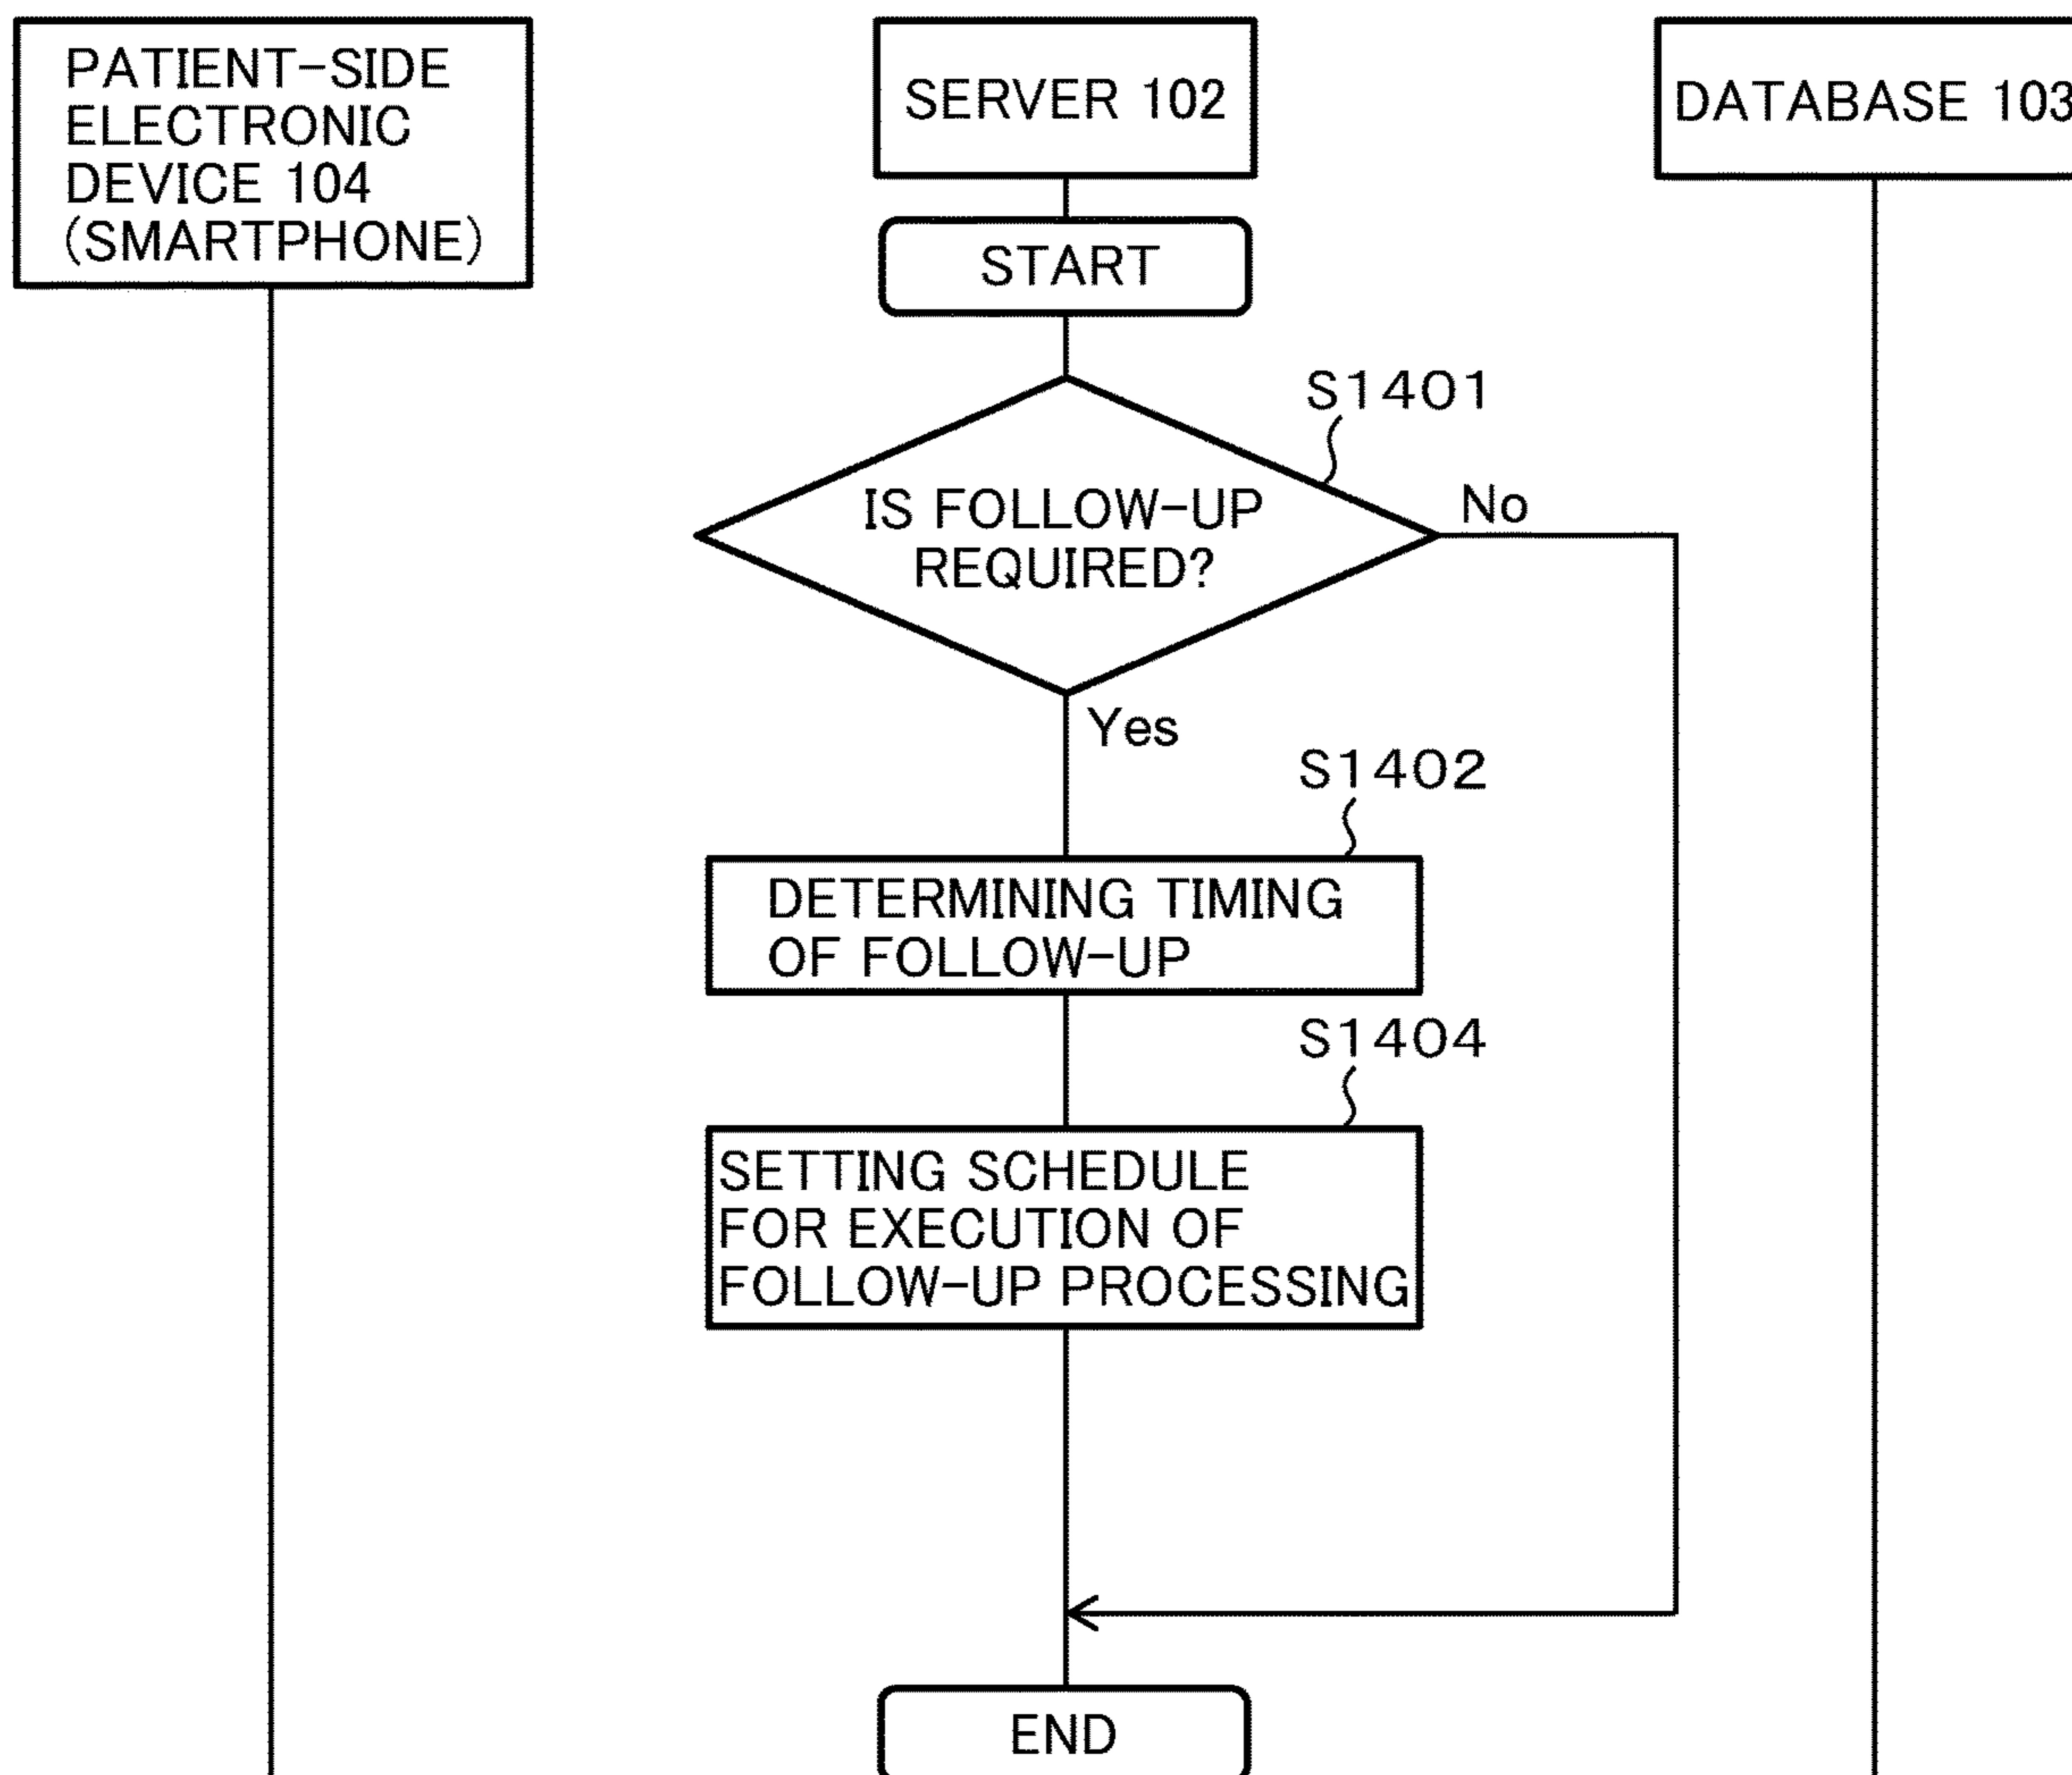 PATIENT-SIDE
ELECTRONIC
DEVICE 104
(SMARTPHONE)
SERVER 102
DATABASE 103
START
S1401
IS FOLLOW-UP
REQUIRED?
No
Yes
S1402
DETERMINING TIMING
OF FOLLOW-UP
S1404
SETTING SCHEDULE
FOR EXECUTION OF
FOLLOW-UP PROCESSING
END